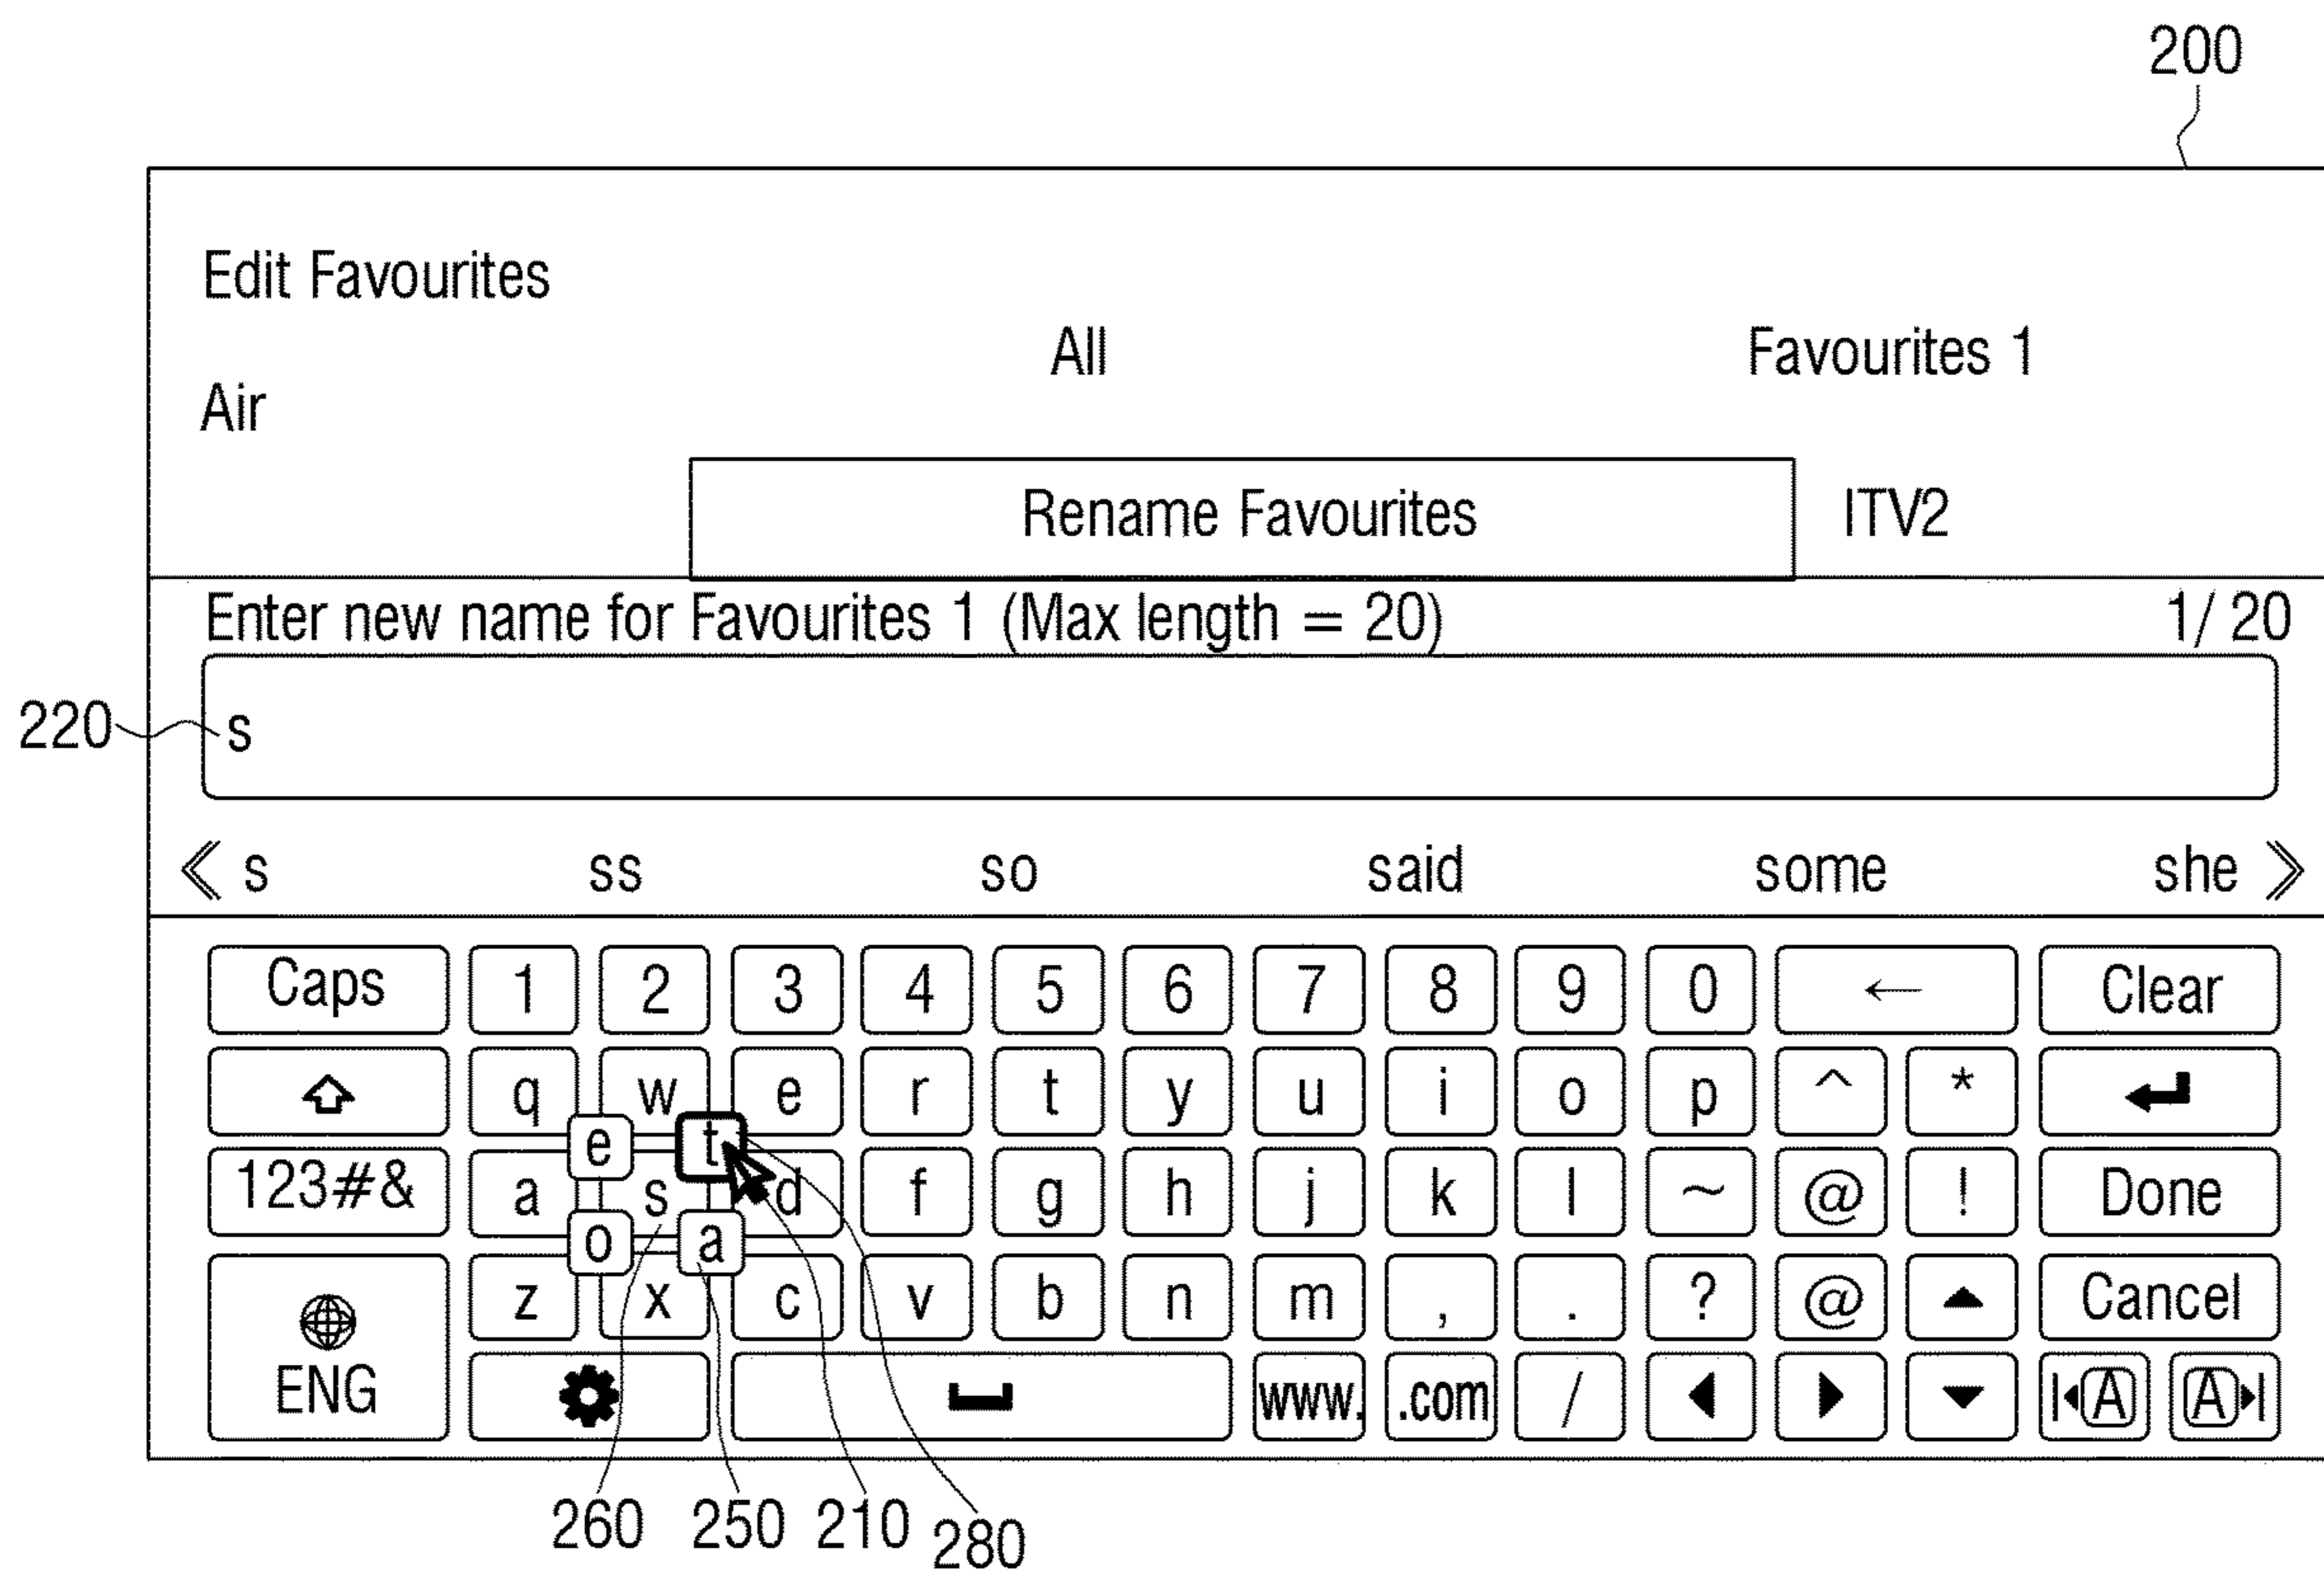 200
Edit Favourites
All Favourites 1
Air
Rename Favourites ITV2
Enter new name for Favourites 1 (Max length = 20) 1/ 20
220 s
《 s ss so said some she 》
Caps 1 2 3 4 5 6 7 8 9 0 ← Clear
q w e r t y u i o p ^ *
e t
123#& a s d f g h j k l ~ @ ! Done
o a
z x c v b n m , . ? @ Cancel
ENG www. .com / A A
260 250 210 280